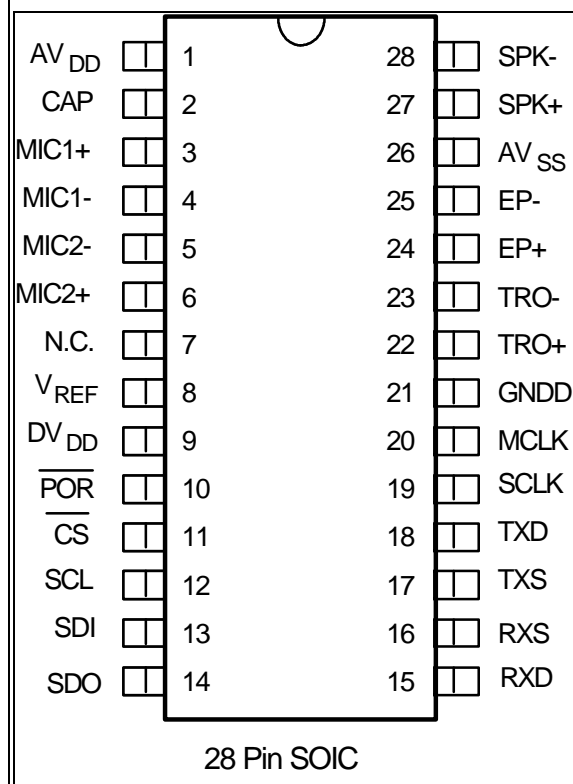 AVDD 1 28 SPK-
CAP 2 27 SPK+
MIC1+ 3 26 AVSS
MIC1- 4 25 EP-
MIC2- 5 24 EP+
MIC2+ 6 23 TRO-
N.C. 7 22 TRO+
VREF 8 21 GNDD
DVDD 9 20 MCLK
POR 10 19 SCLK
CS 11 18 TXD
SCL 12 17 TXS
SDI 13 16 RXS
SDO 14 15 RXD
28 Pin SOIC